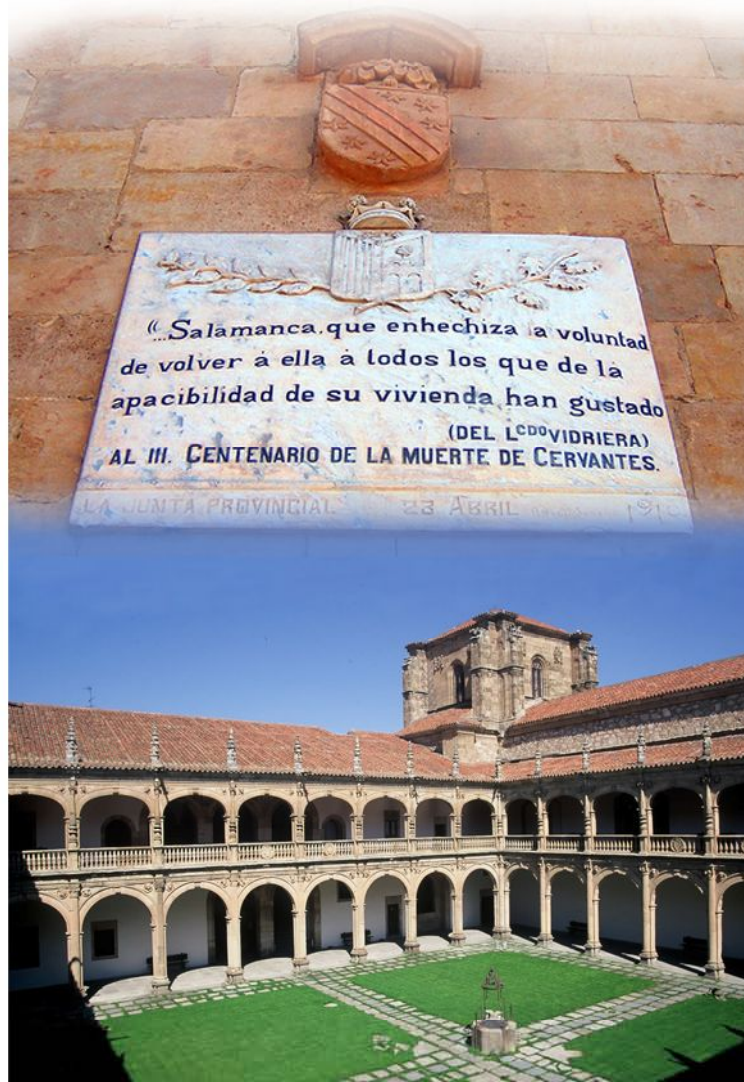 “...Salamanca, que enhechiza la voluntad
de volver á ella á todos los que de la
apacibilidad de su vivienda han gustado
(DEL LCDO VIDRIERA)
AL III. CENTENARIO DE LA MUERTE DE CERVANTES.
LA JUNTA PROVINCIAL 23 ABRIL